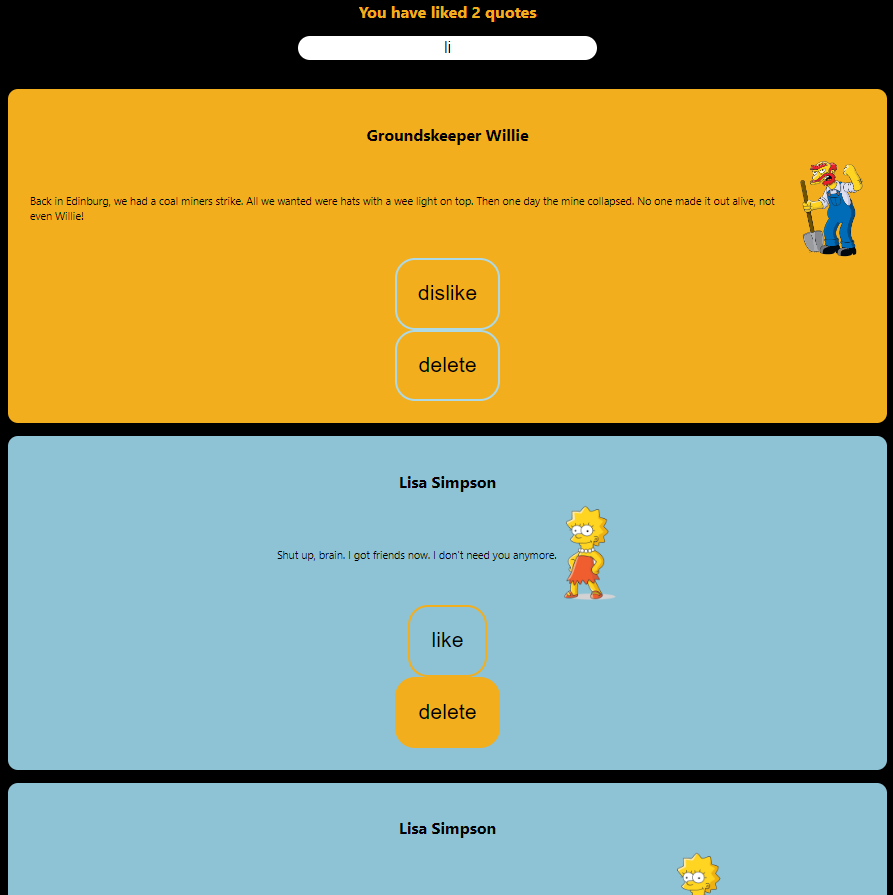 You have liked 2 quotes
li
Groundskeeper Willie
Back in Edinburg, we had a coal miners strike. All we wanted were hats with a wee light on top. Then one day the mine collapsed. No one made it out alive, not
even Willie!
dislike
delete
Lisa Simpson
Shut up, brain. I got friends now. I don't need you anymore.
like
delete
Lisa Simpson